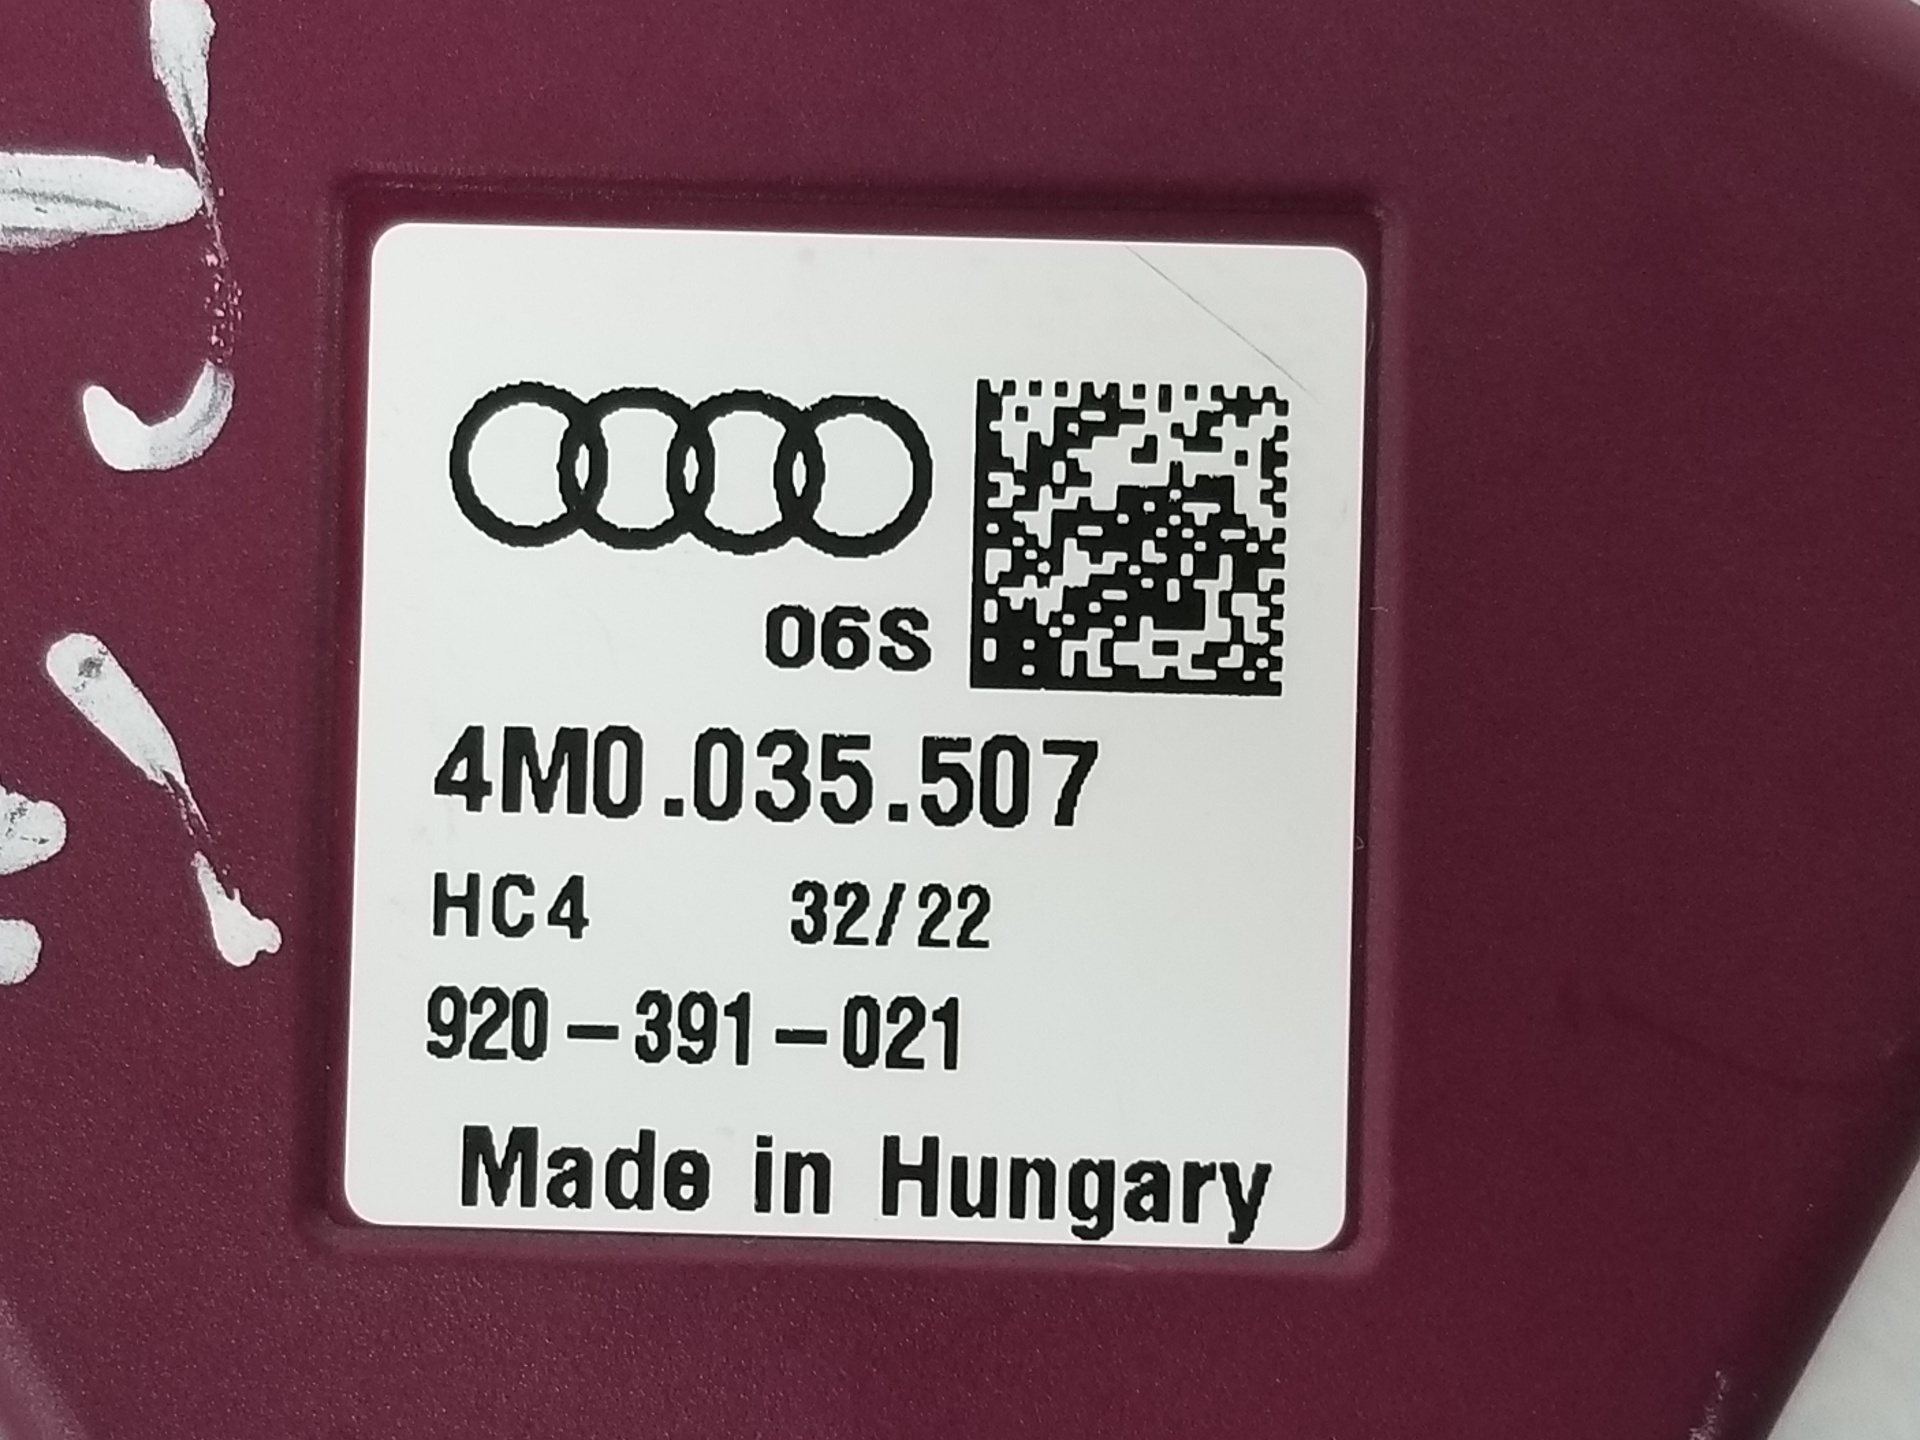 06S
4M0.035.507
HC4 32/22
920-391-021
Made in Hungary